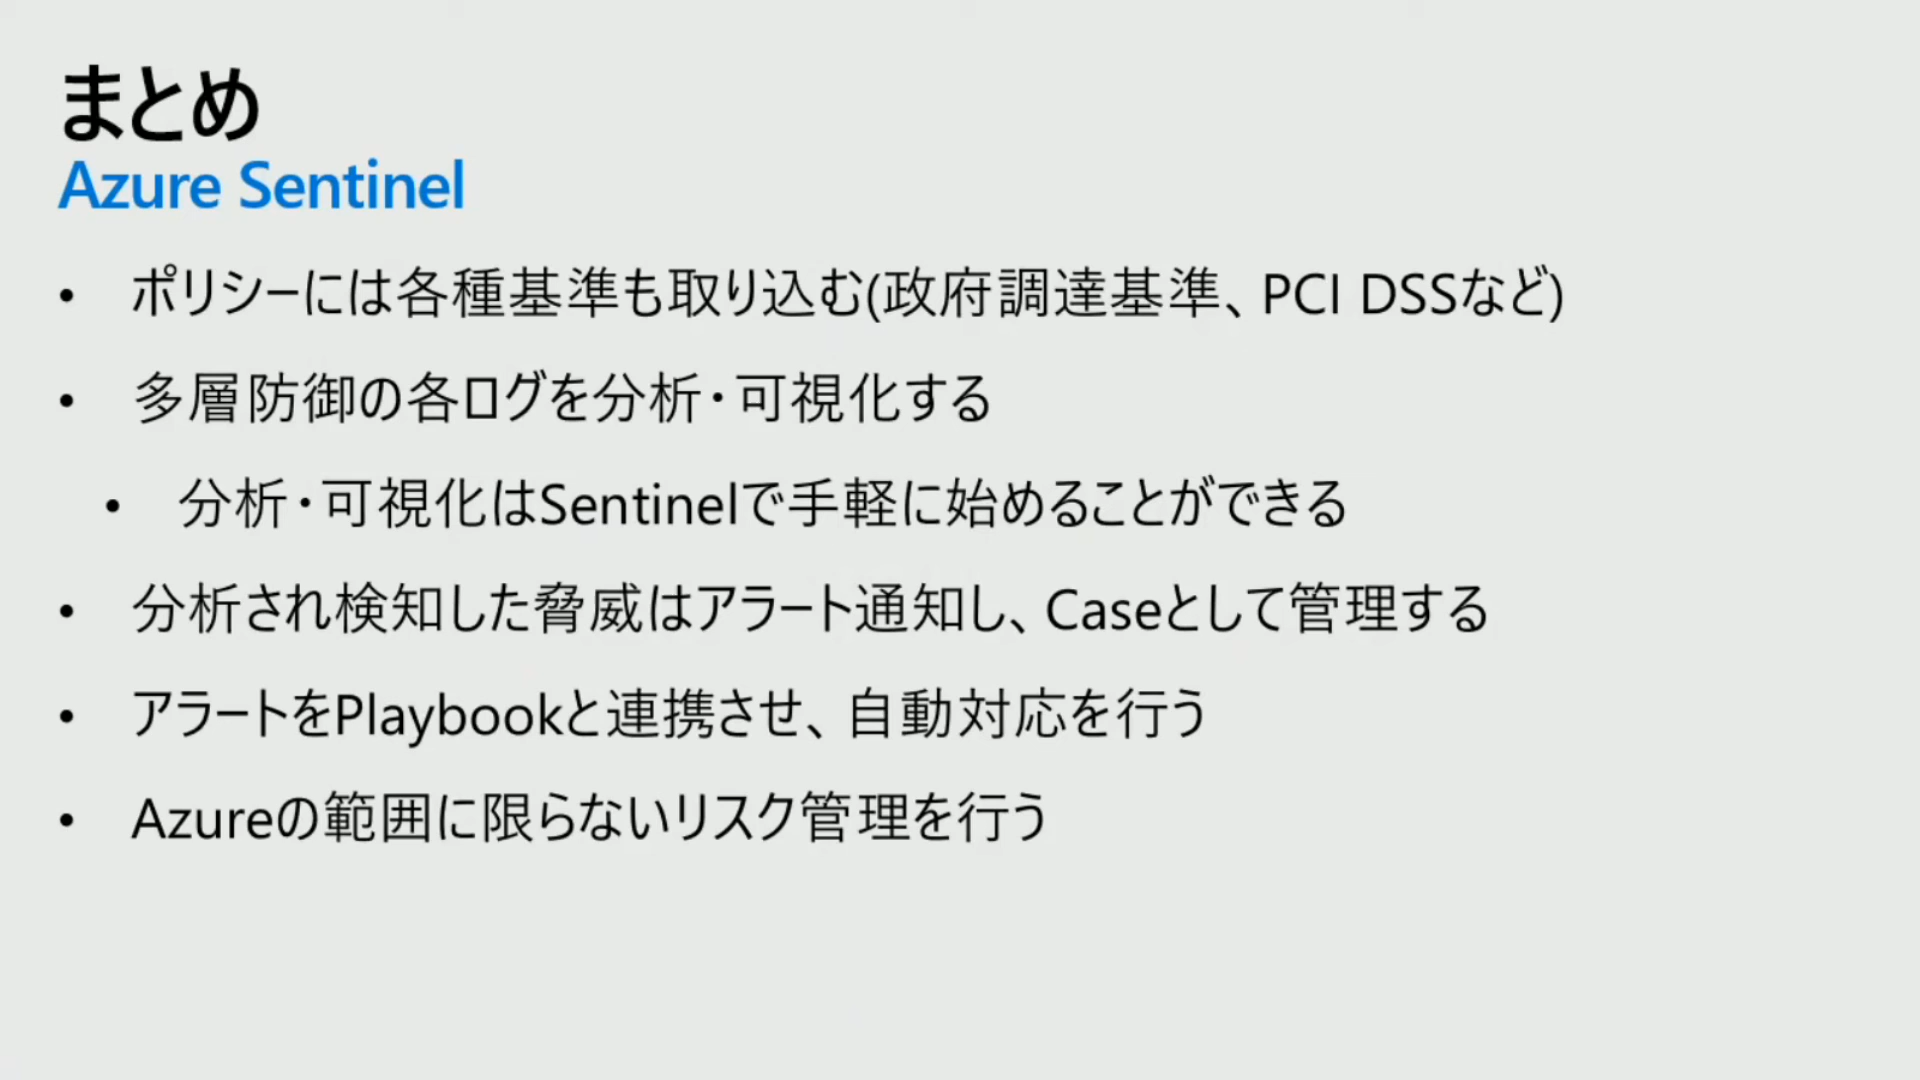 まとめ
Azure Sentinel
• ポリシーには各種基準も取り込む(政府調達基準、PCI DSSなど)
• 多層防御の各ログを分析・可視化する
• 分析・可視化はSentinelで手軽に始めることができる
• 分析され検知した脅威はアラート通知し、Caseとして管理する
• アラートをPlaybookと連携させ、自動対応を行う
• Azureの範囲に限らないリスク管理を行う